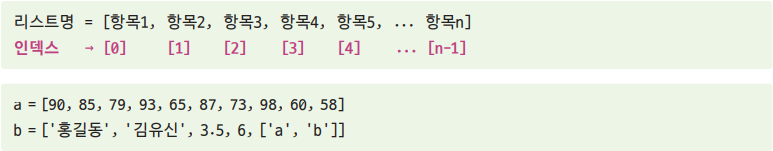 리스트명 = [항목1, 항목2, 항목3, 항목4, 항목5, ... 항목n]
인덱스 → [0] [1] [2] [3] [4] ... [n-1]
a = [90, 85, 79, 93, 65, 87, 73, 98, 60, 58]
b = ['홍길동', '김유신', 3.5, 6, ['a', 'b']]